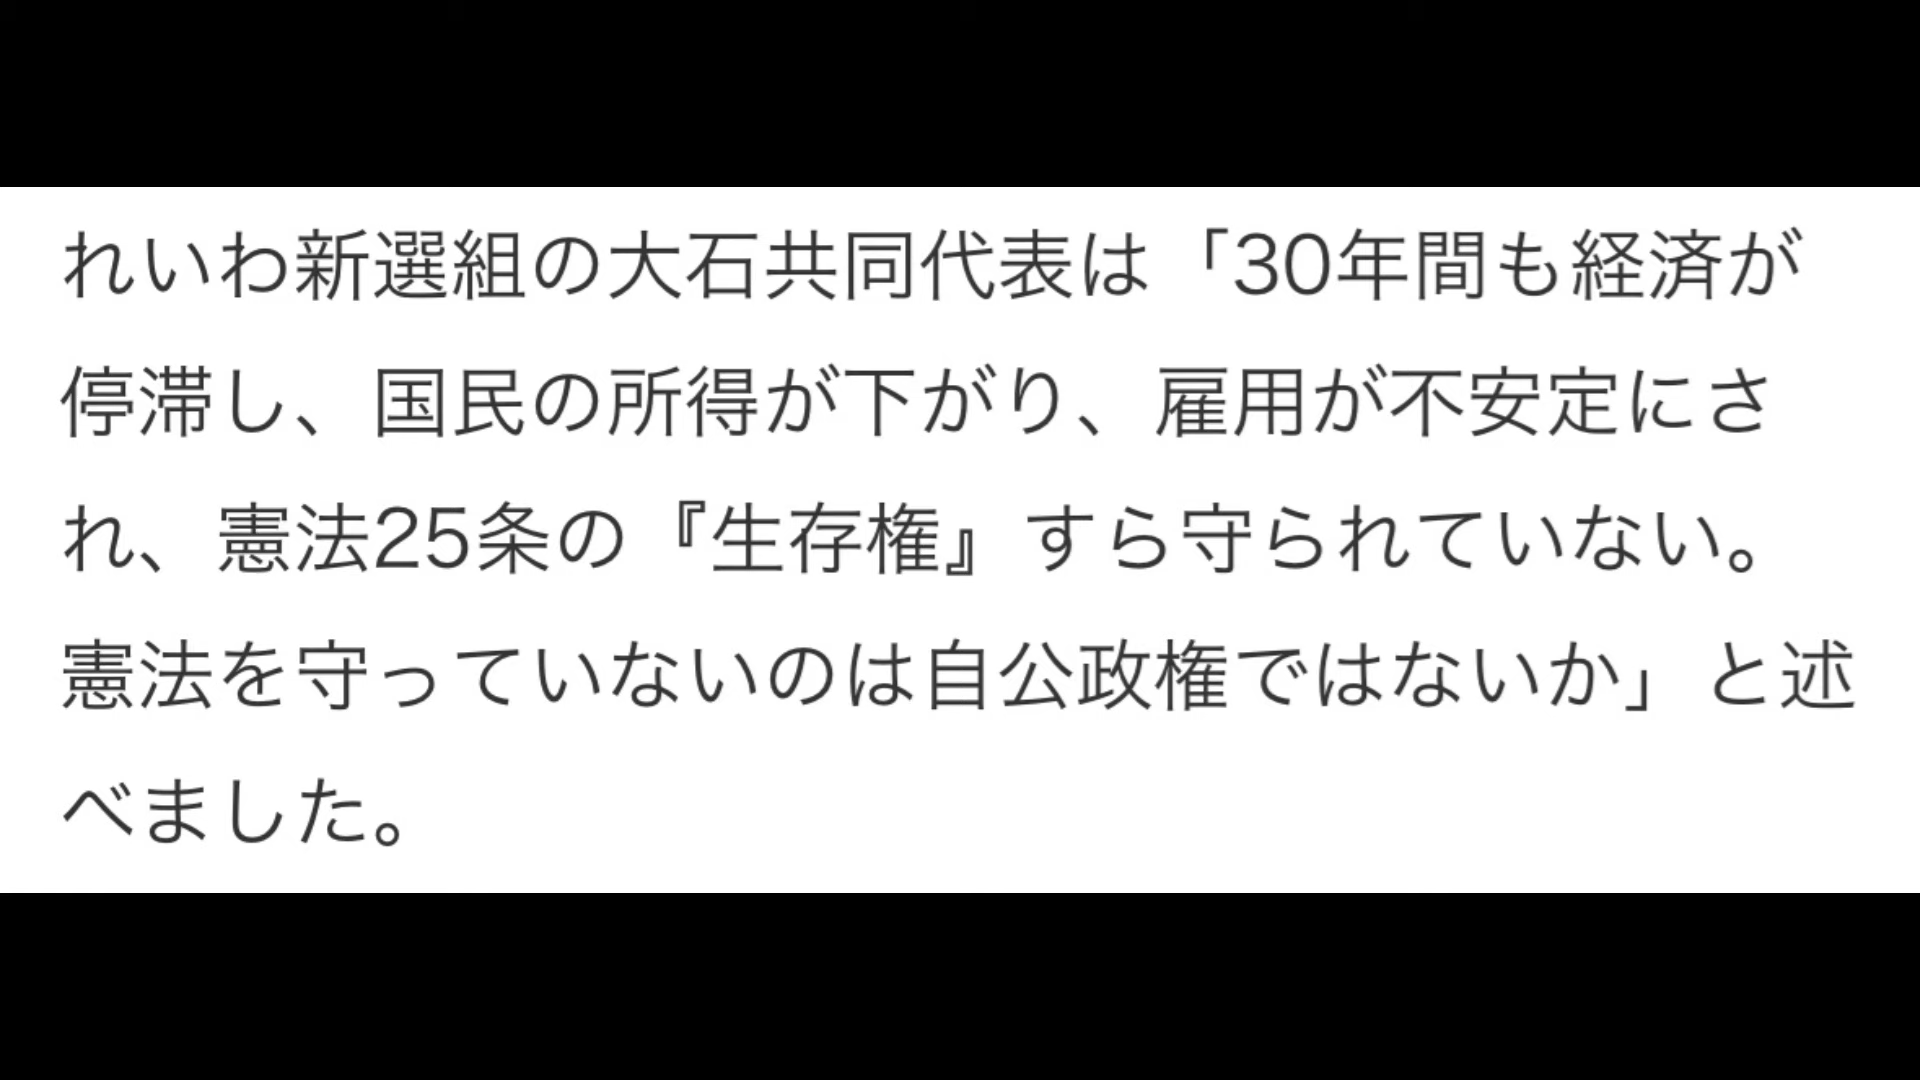 れいわ新選組の大石共同代表は「30年間も経済が
停滞し、国民の所得が下がり、雇用が不安定にさ
れ、憲法25条の『生存権』すら守られていない。
憲法を守っていないのは自公政権ではないか」と述
べました。